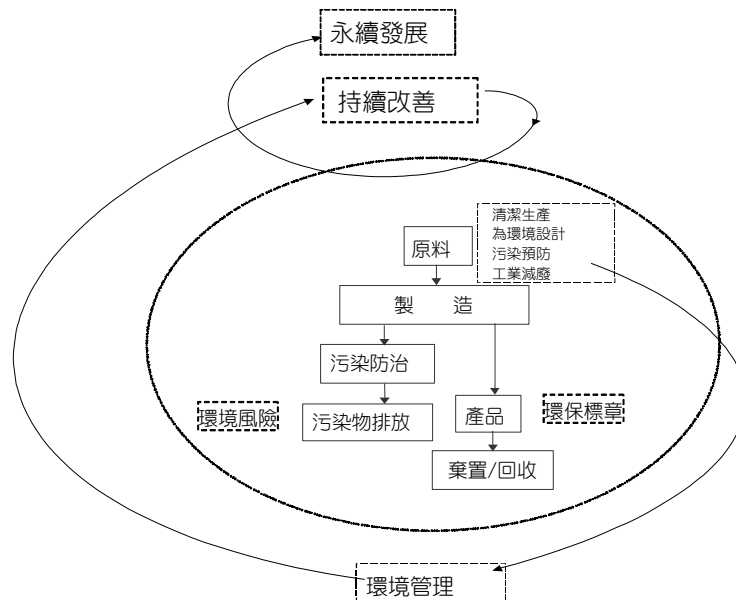 永續發展
持續改善
清潔生產
為環境設計
污染預防
工業減廢
原料
製 造
污染防治
環境風險
污染物排放
產品
環保標章
棄置/回收
環境管理